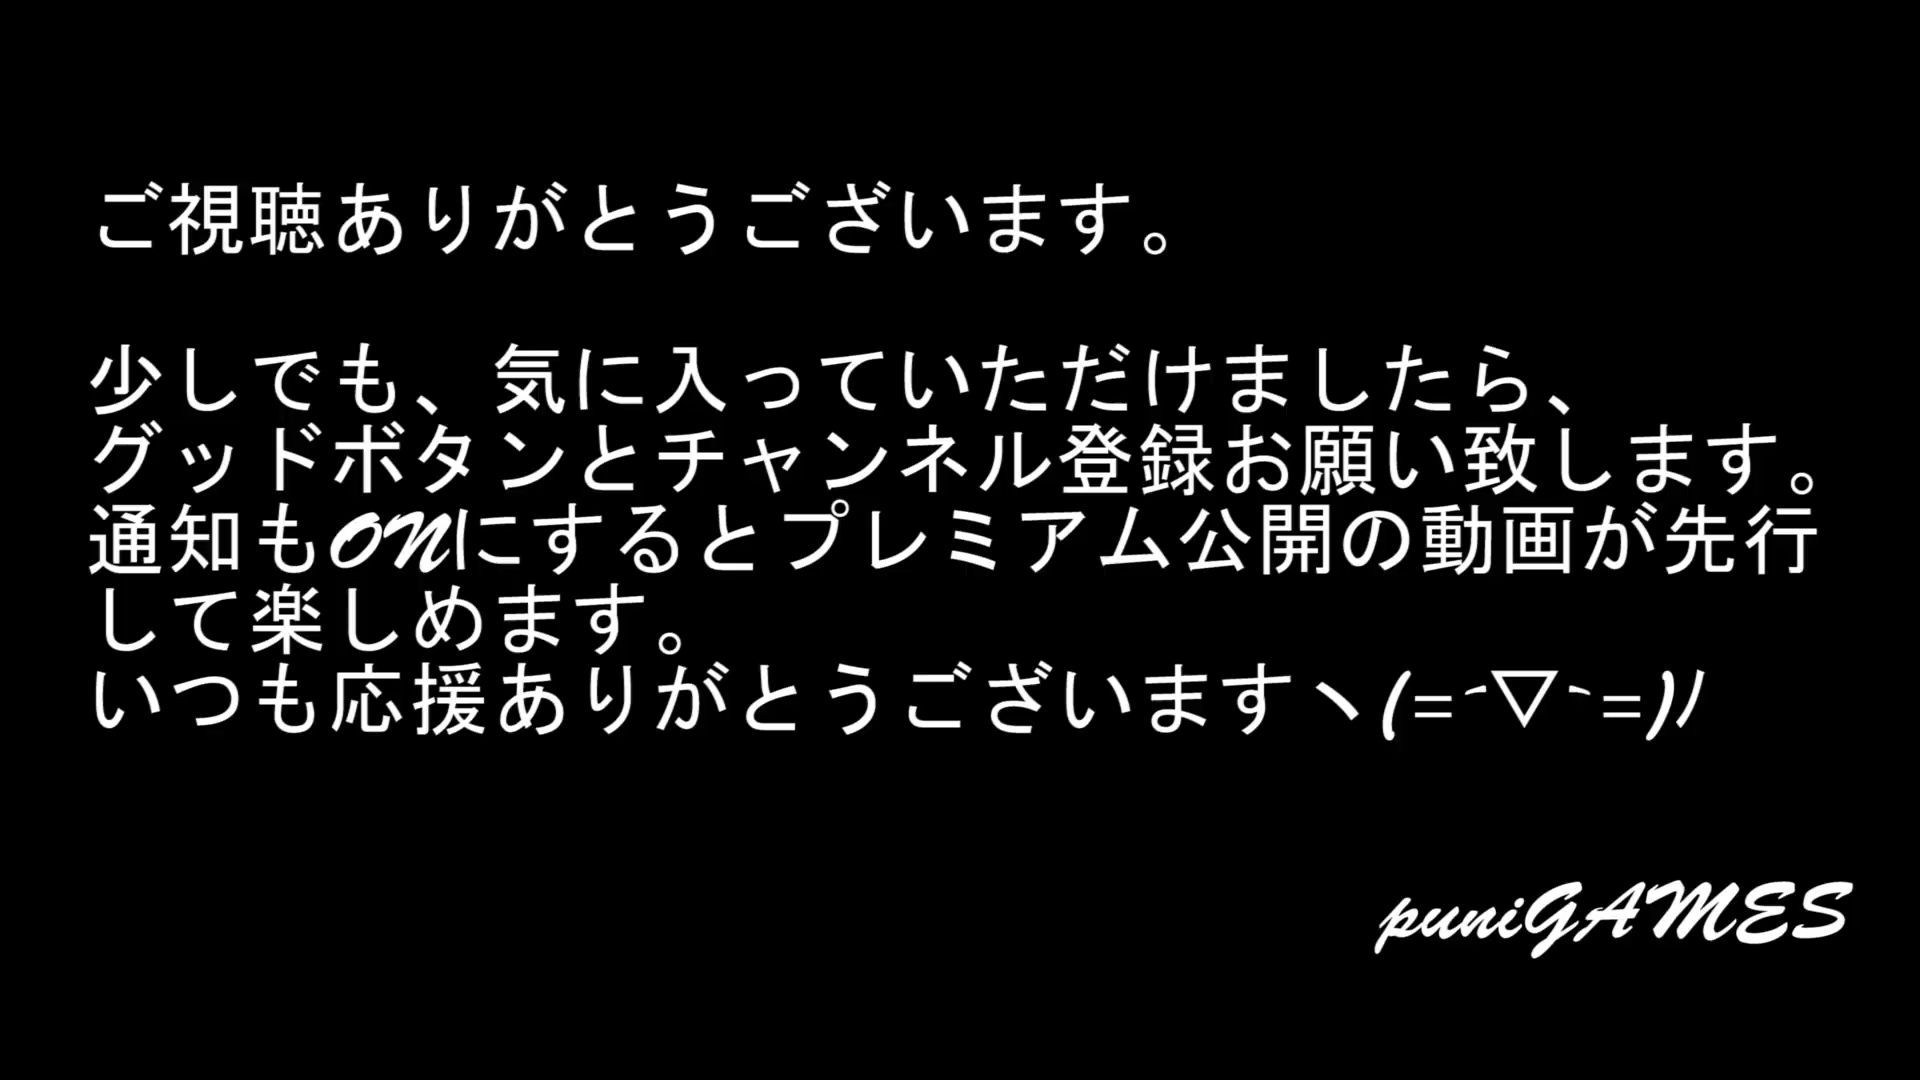 ご視聴ありがとうございます。
少しでも、気に入っていただけましたら、
グッドボタンとチャンネル登録お願い致します。
通知もONにするとプレミアム公開の動画が先行
して楽しめます。
いつも応援ありがとうございますヽ(=´▽`=)ﾉ
puniGAMES